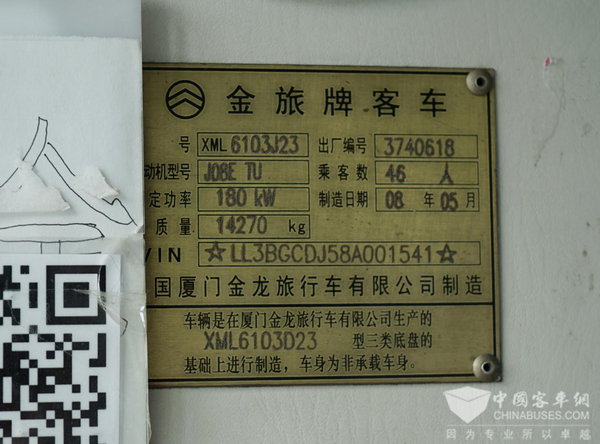 金旅牌客车
号 XML 6103J23 出厂编号 3740618
动机型号 J08E TU 乘客数 46 人
定功率 180 kW 制造日期 08 年 05 月
质量 14270 kg
VIN ☆LL3BGCDJ58A001541☆
国厦门金龙旅行车有限公司制造
车辆是在厦门金龙旅行车有限公司生产的
XML6103D23 型三类底盘的
基础上进行制造，车身为非承载车身。
中国客车网
CHINABUSES.COM
因为专业所以卓越